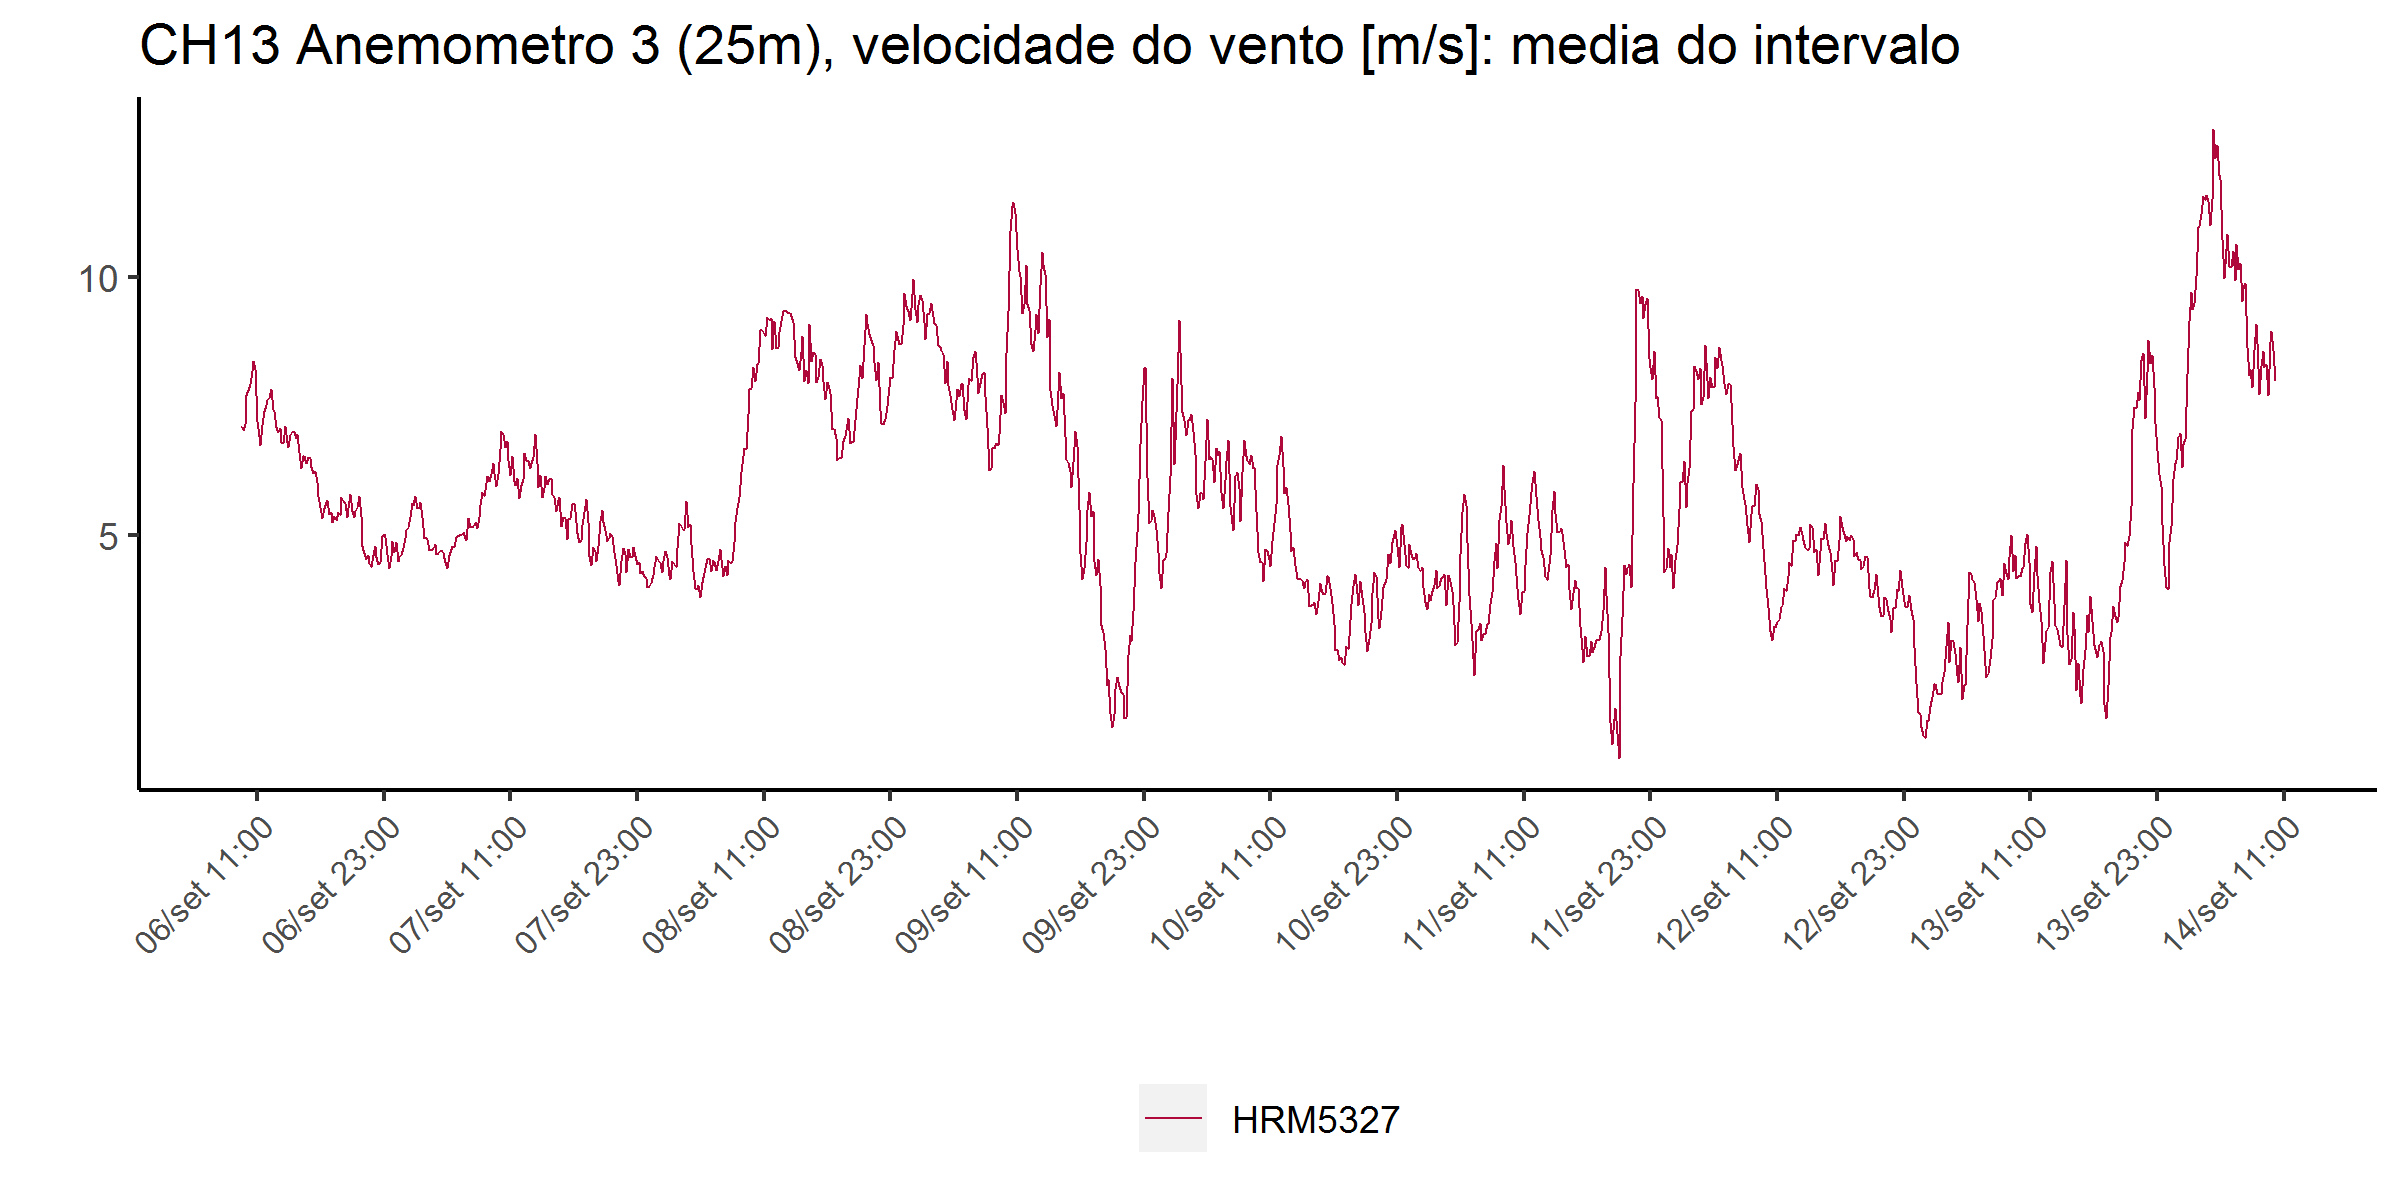 CH13 Anemometro 3 (25m), velocidade do vento [m/s]: media do intervalo
10
5
06/set 11:00
06/set 23:00
07/set 11:00
07/set 23:00
08/set 11:00
08/set 23:00
09/set 11:00
09/set 23:00
10/set 11:00
10/set 23:00
11/set 11:00
11/set 23:00
12/set 11:00
12/set 23:00
13/set 11:00
13/set 23:00
14/set 11:00
HRM5327